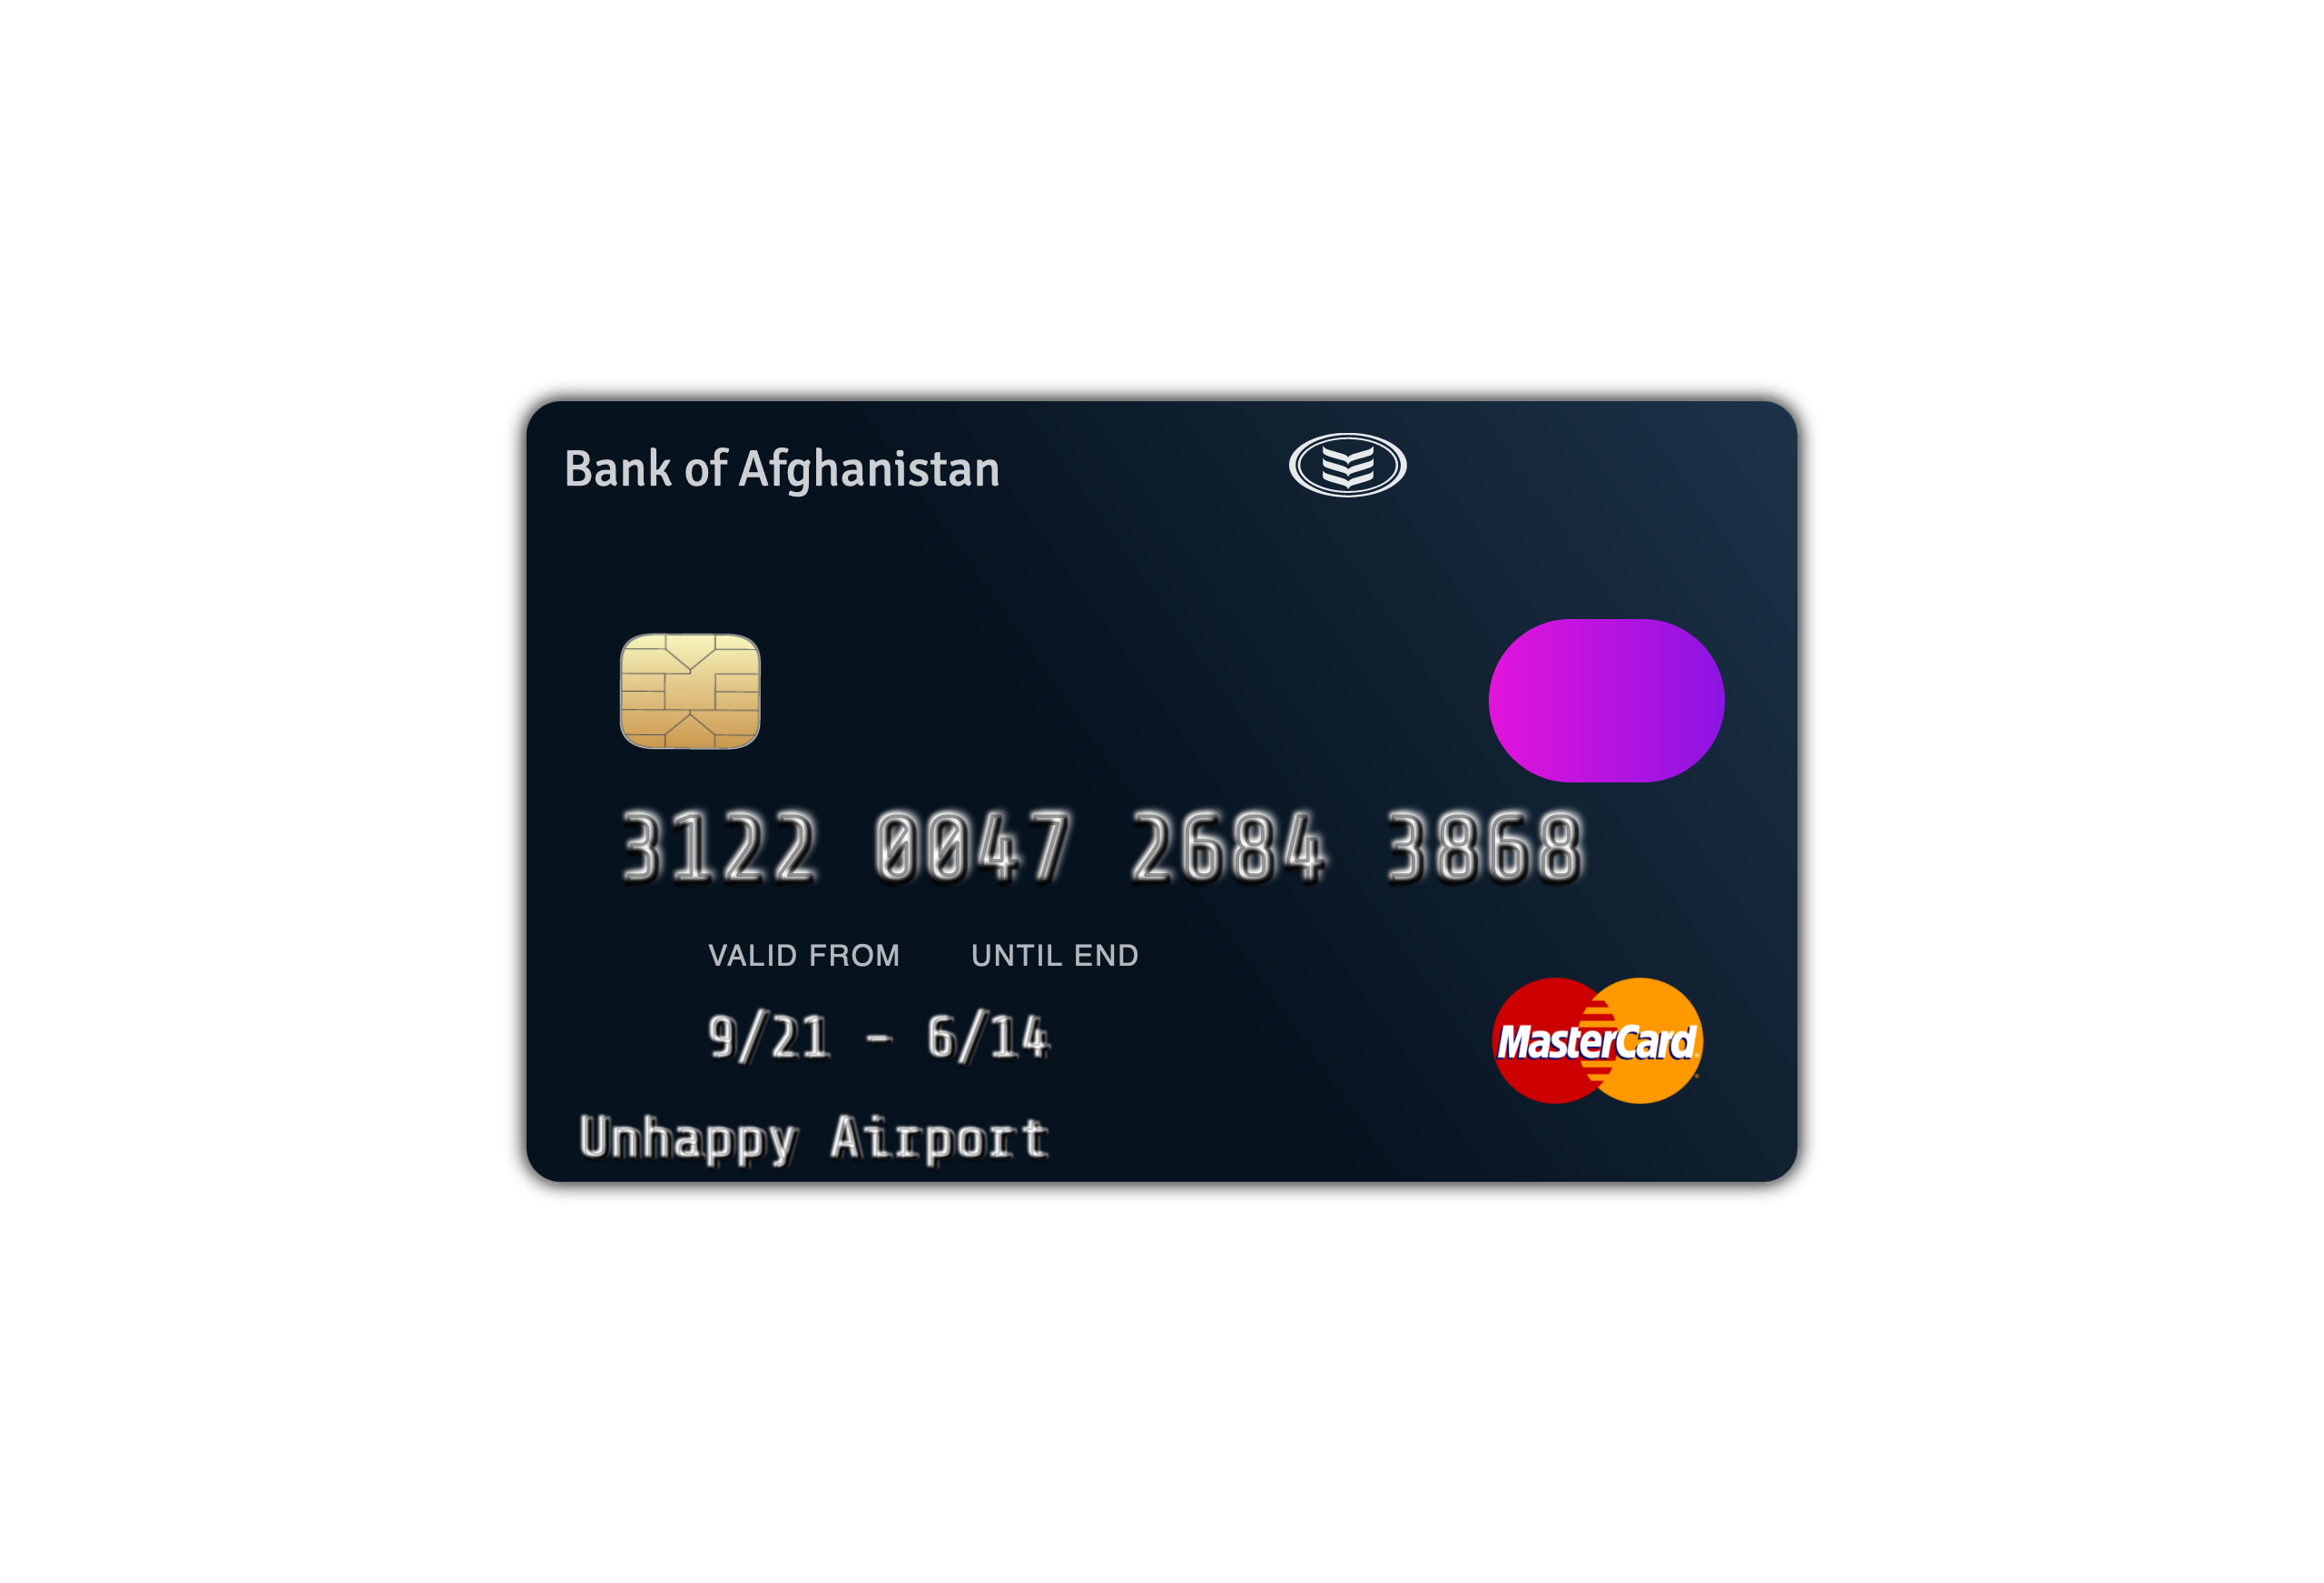 Bank of Afghanistan
3122 0047 2684 3868
VALID FROM UNTIL END
9/21 - 6/14
MasterCard
Unhappy Airport